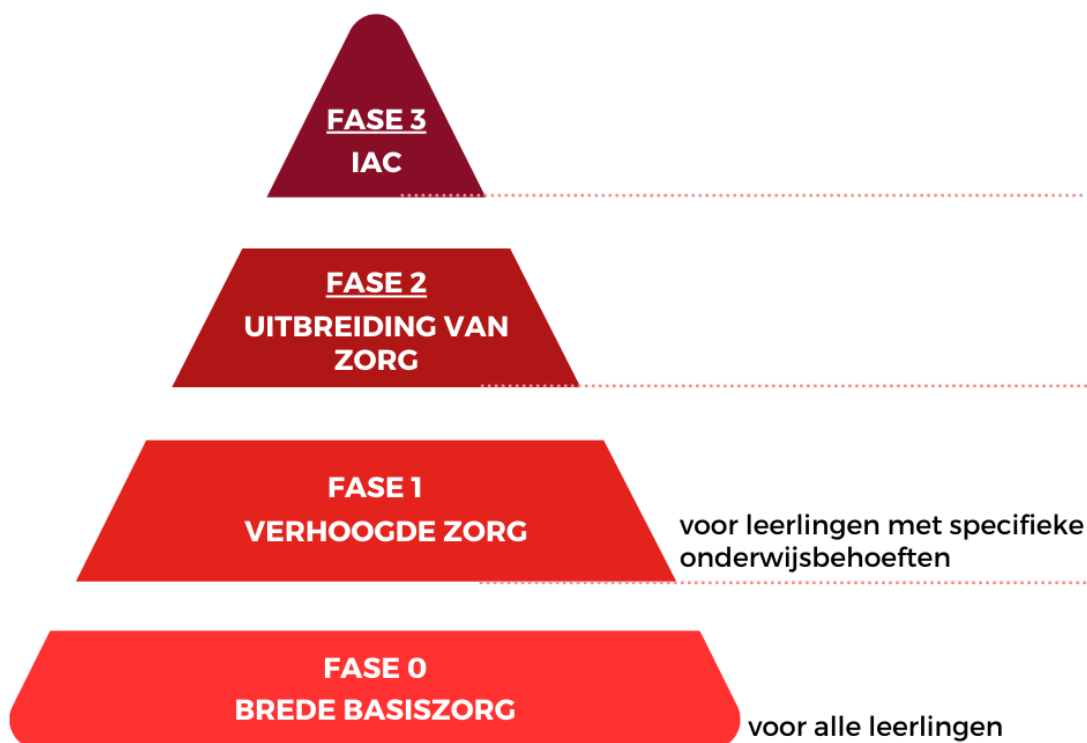 FASE 3
IAC
FASE 2
UITBREIDING VAN
ZORG
FASE 1
VERHOOGDE ZORG
voor leerlingen met specifieke
onderwijsbehoeften
FASE 0
BREDE BASISZORG
voor alle leerlingen